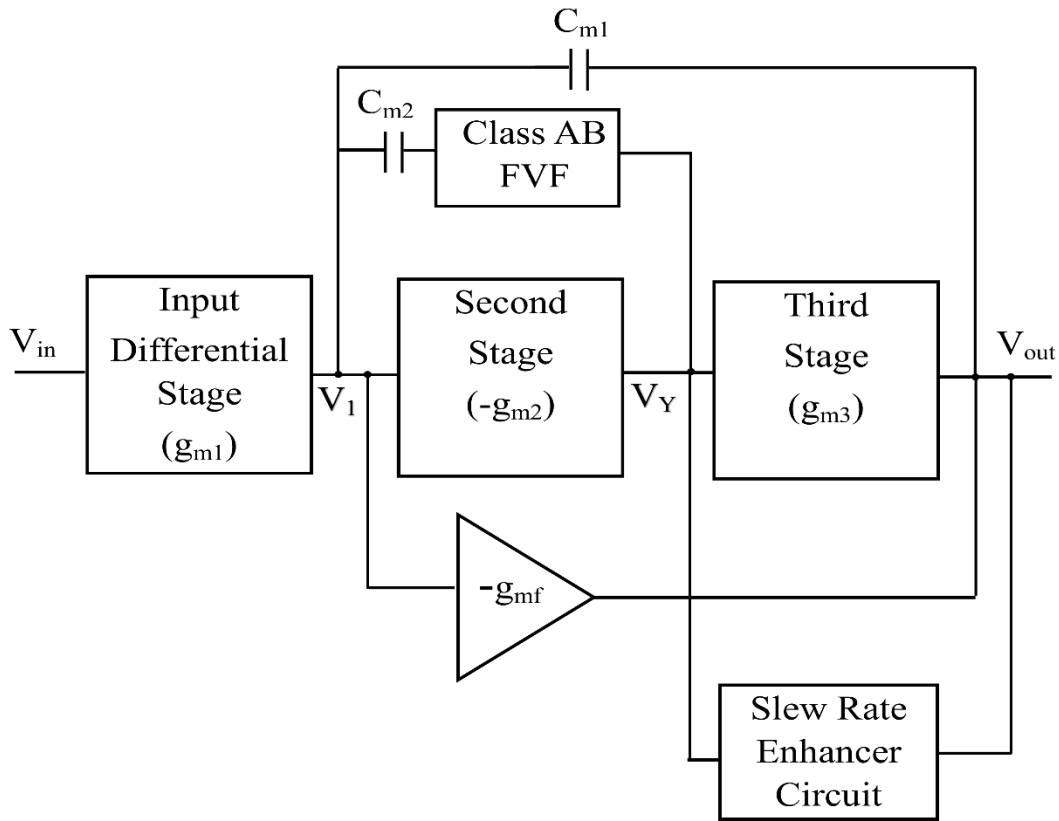 Cm1
Cm2
Class AB
FVF
Vin
Input
Differential
Stage
(gm1)
V1
Second
Stage
(-gm2)
VY
Third
Stage
(gm3)
Vout
-gmf
Slew Rate
Enhancer
Circuit